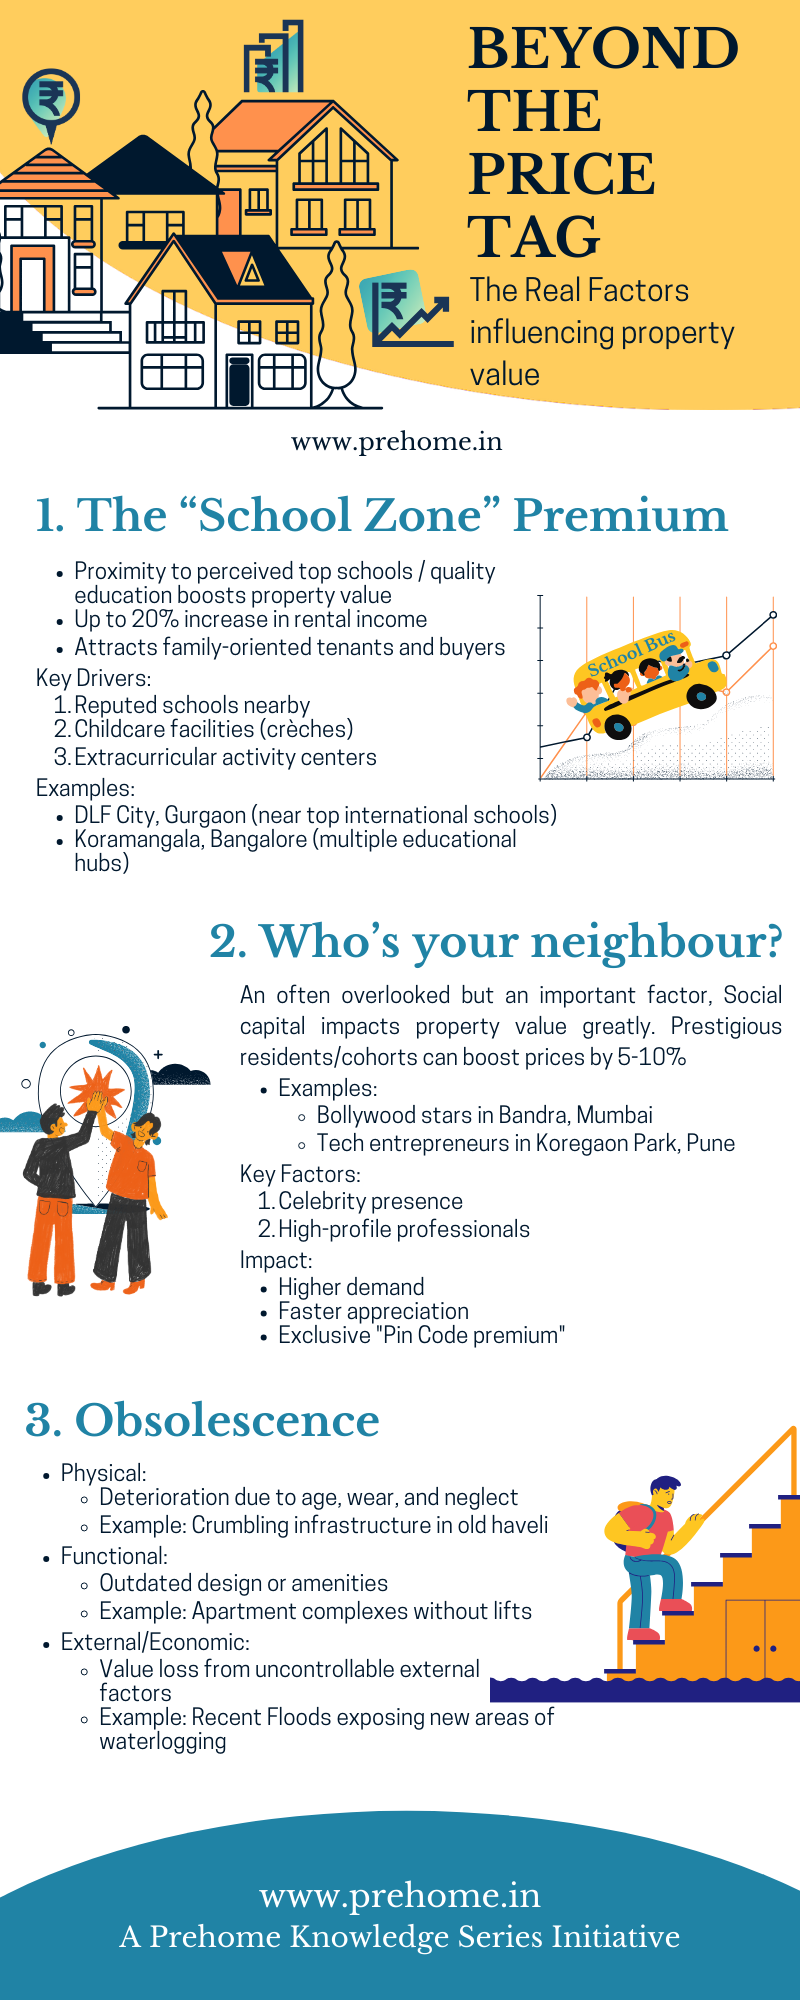 BEYOND
THE
PRICE
TAG
The Real Factors
influencing property
value
www.prehome.in
1. The “School Zone” Premium
• Proximity to perceived top schools / quality
education boosts property value
• Up to 20% increase in rental income
• Attracts family-oriented tenants and buyers
Key Drivers:
1. Reputed schools nearby
2. Childcare facilities (crèches)
3. Extracurricular activity centers
Examples:
• DLF City, Gurgaon (near top international schools)
• Koramangala, Bangalore (multiple educational
hubs)
School Bus
2. Who’s your neighbour?
An often overlooked but an important factor, Social
capital impacts property value greatly. Prestigious
residents/cohorts can boost prices by 5-10%
• Examples:
◦ Bollywood stars in Bandra, Mumbai
◦ Tech entrepreneurs in Koregaon Park, Pune
Key Factors:
1. Celebrity presence
2. High-profile professionals
Impact:
• Higher demand
• Faster appreciation
• Exclusive "Pin Code premium"
3. Obsolescence
• Physical:
◦ Deterioration due to age, wear, and neglect
◦ Example: Crumbling infrastructure in old haveli
• Functional:
◦ Outdated design or amenities
◦ Example: Apartment complexes without lifts
• External/Economic:
◦ Value loss from uncontrollable external
factors
◦ Example: Recent Floods exposing new areas of
waterlogging
www.prehome.in
A Prehome Knowledge Series Initiative